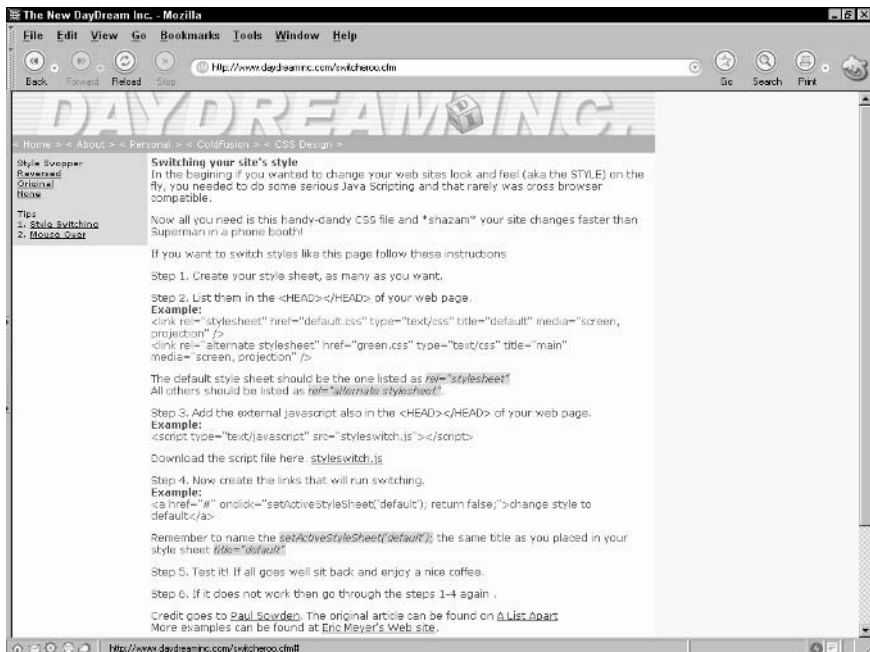 The New DayDream Inc. - Mozilla
File Edit View Go Bookmarks Tools Window Help
Back Forward Reload Stop http://www.daydreaminc.com/switcheroo.cfm Go Search Print
DAYDREAM INC.
< Home > < About > < Personal > < ColdFusion > < CSS Design >
Style Swapper
Reversed
Original
None
Tips
1. Style Switching
2. Mouse Over
Switching your site's style
In the begining if you wanted to change your web sites look and feel (aka the STYLE) on the
fly, you needed to do some serious Java Scripting and that rarely was cross browser
compatible.
Now all you need is this handy-dandy CSS file and *shazam* your site changes faster than
Superman in a phone booth!
If you want to switch styles like this page follow these instructions
Step 1. Create your style sheet, as many as you want.
Step 2. List them in the <HEAD></HEAD> of your web page.
Example:
<link rel="stylesheet" href="default.css" type="text/css" title="default" media="screen,
projection" />
<link rel="alternate stylesheet" href="green.css" type="text/css" title="main"
media="screen, projection" />
The default style sheet should be the one listed as rel="stylesheet"
All others should be listed as rel="alternate stylesheet".
Step 3. Add the external javascript also in the <HEAD></HEAD> of your web page.
Example:
<script type="text/javascript" src="styleswitch.js"></script>
Download the script file here. styleswitch.js
Step 4. Now create the links that will run switching.
Example:
<a href="#" onclick="setActiveStyleSheet('default'); return false;">change style to
default</a>
Remember to name the setActiveStyleSheet('default'); the same title as you placed in your
style sheet title="default"
Step 5. Test it! If all goes well sit back and enjoy a nice coffee.
Step 6. If it does not work then go through the steps 1-4 again .
Credit goes to Paul Sowden. The original article can be found on A List Apart
More examples can be found at Eric Meyer's Web site.
http://www.daydreaminc.com/switcheroo.cfm#